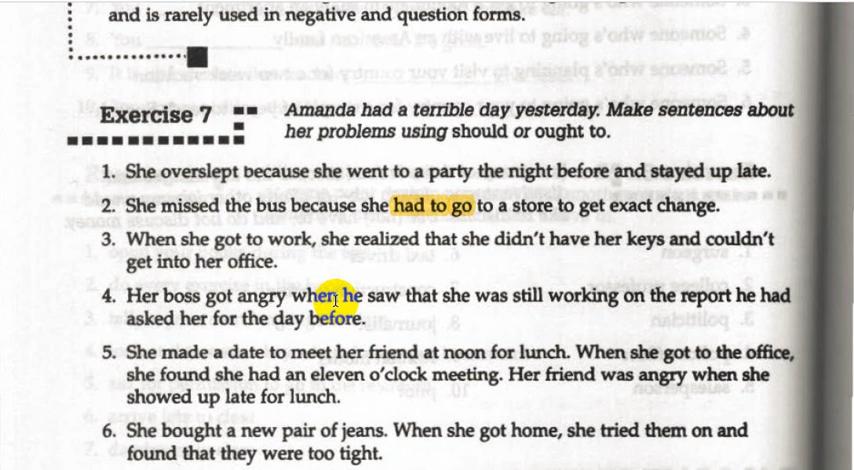 and is rarely used in negative and question forms.
Exercise 7
Amanda had a terrible day yesterday. Make sentences about
her problems using should or ought to.
1. She overslept because she went to a party the night before and stayed up late.
2. She missed the bus because she had to go to a store to get exact change.
3. When she got to work, she realized that she didn't have her keys and couldn't
get into her office.
4. Her boss got angry when he saw that she was still working on the report he had
asked her for the day before.
5. She made a date to meet her friend at noon for lunch. When she got to the office,
she found she had an eleven o'clock meeting. Her friend was angry when she
showed up late for lunch.
6. She bought a new pair of jeans. When she got home, she tried them on and
found that they were too tight.